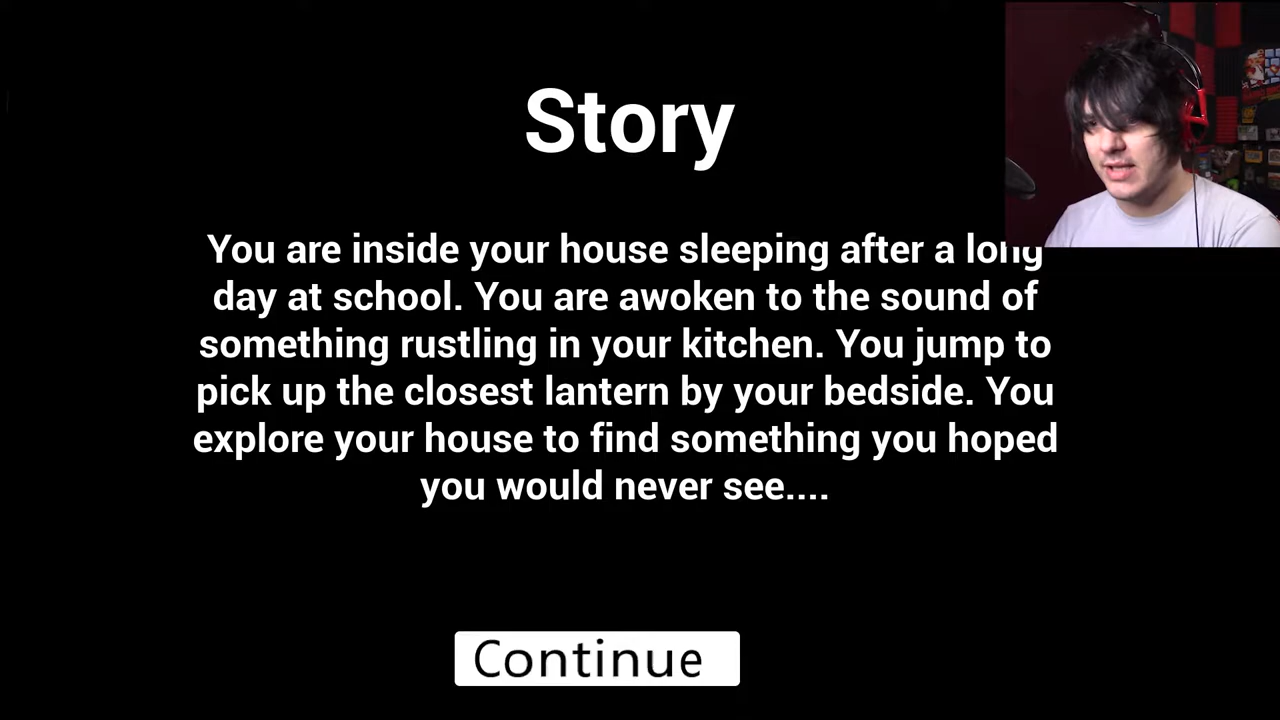 Story
You are inside your house sleeping after a long
day at school. You are awoken to the sound of
something rustling in your kitchen. You jump to
pick up the closest lantern by your bedside. You
explore your house to find something you hoped
you would never see....
Continue